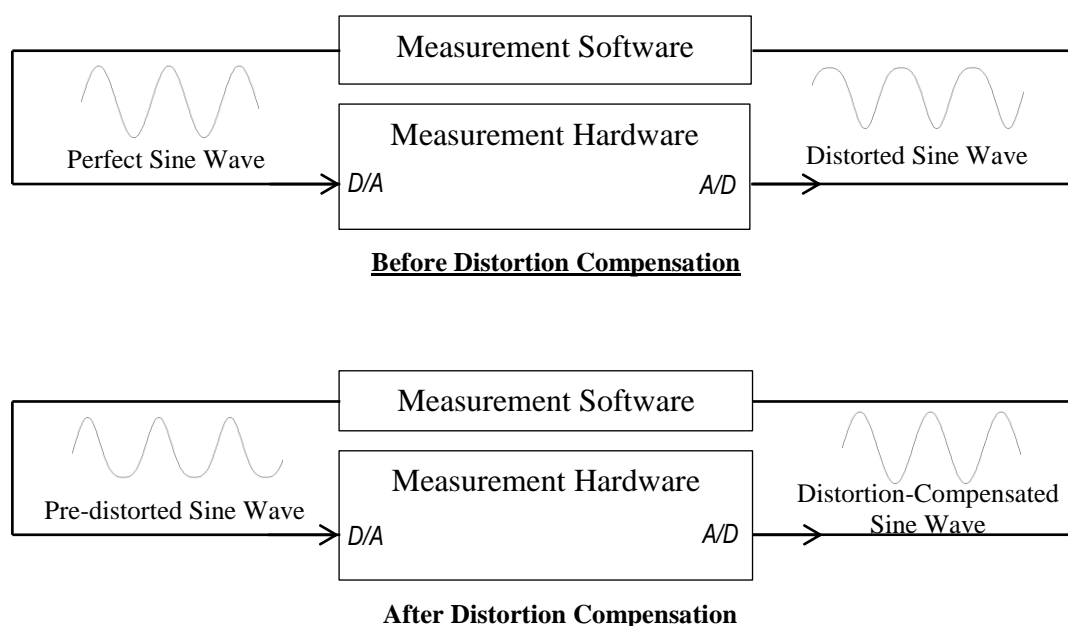 Measurement Software
Measurement Hardware
Perfect Sine Wave
Distorted Sine Wave
D/A
A/D
Before Distortion Compensation
Measurement Software
Measurement Hardware
Pre-distorted Sine Wave
Distortion-Compensated
Sine Wave
D/A
A/D
After Distortion Compensation